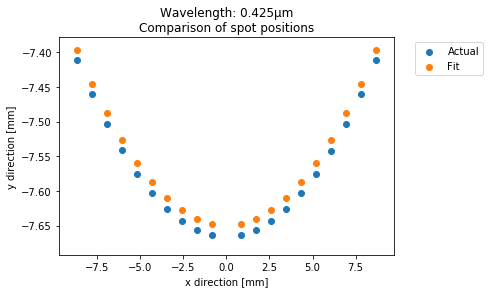 Wavelength: 0.425μm
Comparison of spot positions
−7.40
−7.45
−7.50
−7.55
−7.60
−7.65
y direction [mm]
−7.5 −5.0 −2.5 0.0 2.5 5.0 7.5
x direction [mm]
Actual
Fit